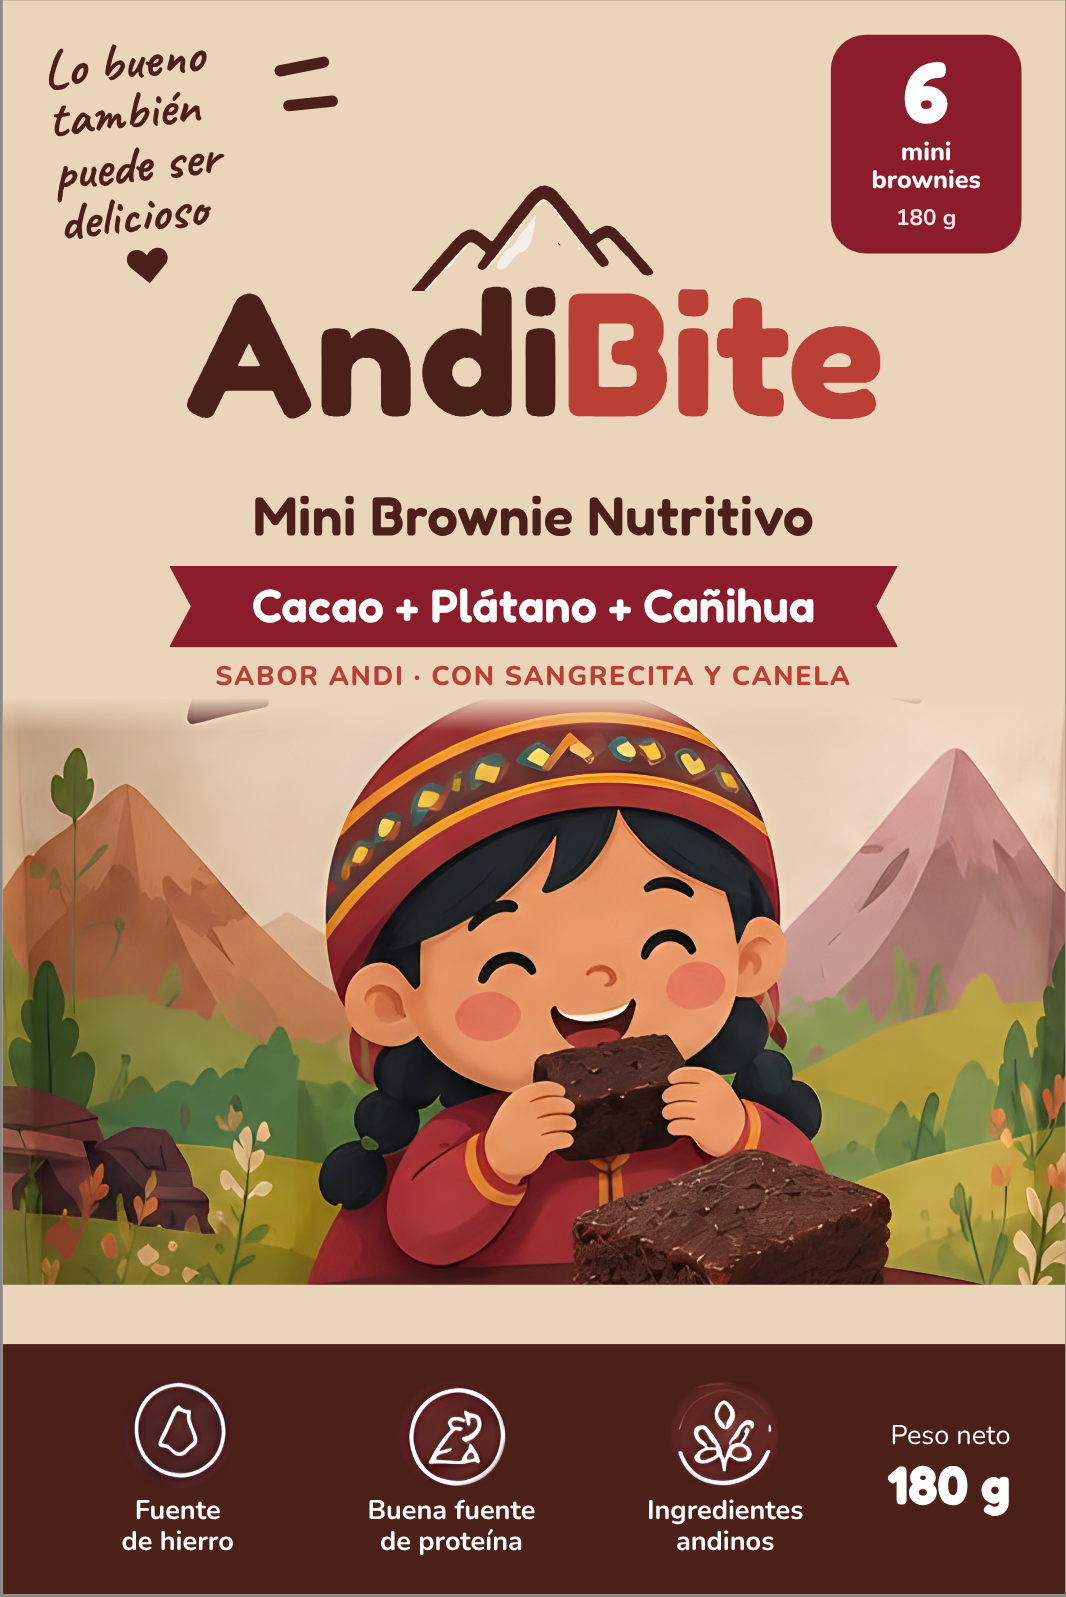 Lo bueno
también
puede ser
delicioso
6
mini
brownies
180 g
AndiBite
Mini Brownie Nutritivo
Cacao + Plátano + Cañihua
SABOR ANDI · CON SANGRECITA Y CANELA
Fuente
de hierro
Buena fuente
de proteína
Ingredientes
andinos
Peso neto
180 g